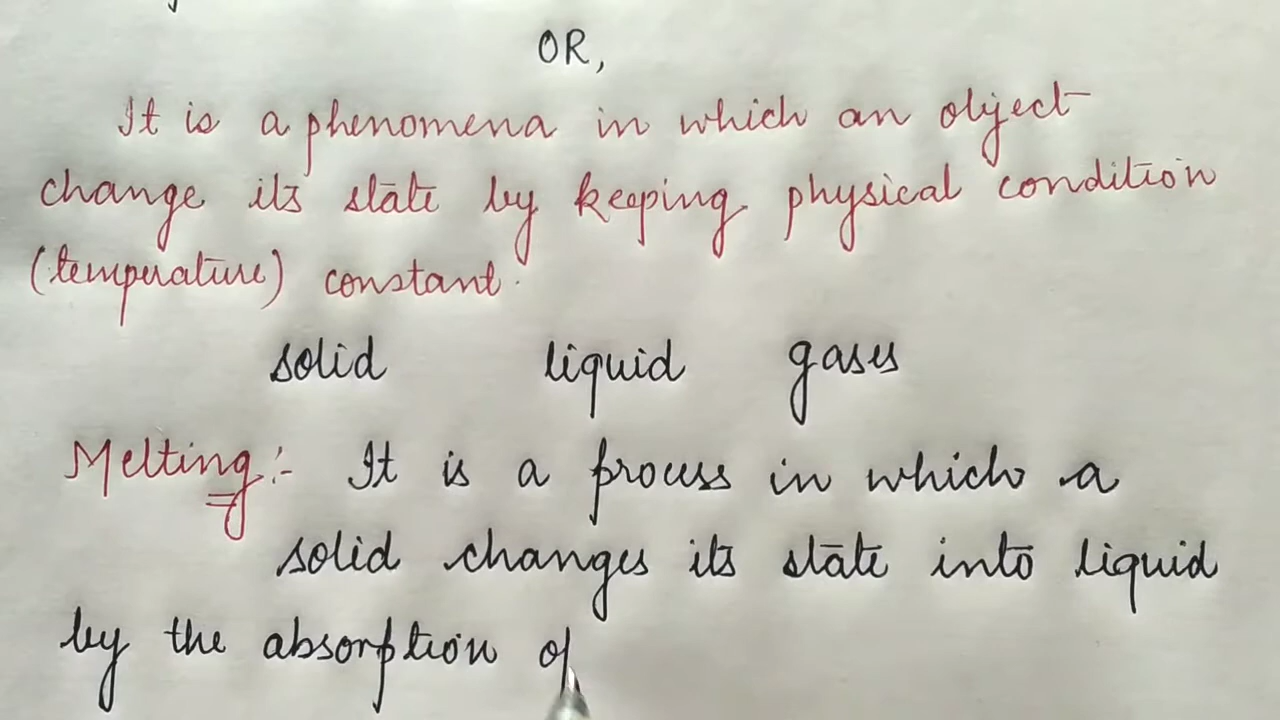 OR,
It is a phenomena in which an object
change its state by keeping physical condition
(temperature) constant.
solid liquid gases
Melting:- It is a process in which a
solid changes its state into liquid
by the absorption of